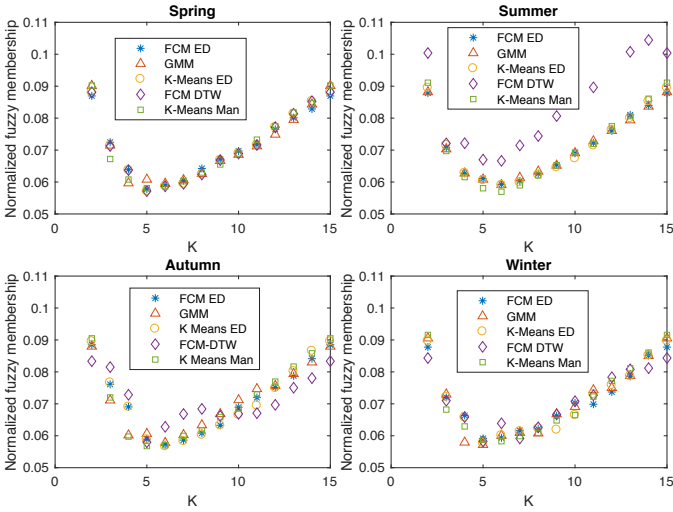 Spring
Normalized fuzzy membership
0.11
0.1
0.09
0.08
0.07
0.06
0.05
FCM ED
GMM
K-Means ED
FCM DTW
K-Means Man
0 5 10 15
K
Summer
Normalized fuzzy membership
0.11
0.1
0.09
0.08
0.07
0.06
0.05
FCM ED
GMM
K-Means ED
FCM DTW
K-Means Man
0 5 10 15
K
Autumn
Normalized fuzzy membership
0.11
0.1
0.09
0.08
0.07
0.06
0.05
FCM ED
GMM
K Means ED
FCM-DTW
K Means Man
0 5 10 15
K
Winter
Normalized fuzzy membership
0.11
0.1
0.09
0.08
0.07
0.06
0.05
FCM ED
GMM
K-Means ED
FCM DTW
K-Means Man
0 5 10 15
K